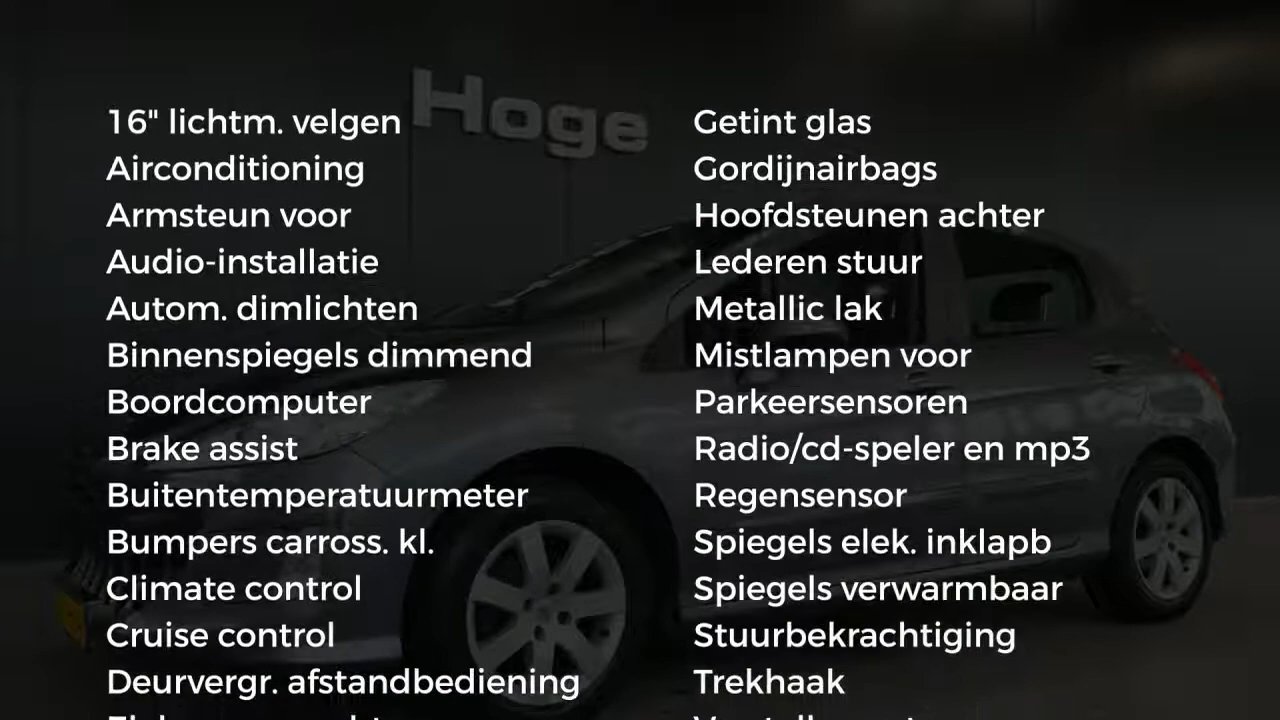 Hoge
16" lichtm. velgen
Airconditioning
Armsteun voor
Audio-installatie
Autom. dimlichten
Binnenspiegels dimmend
Boordcomputer
Brake assist
Buitentemperatuurmeter
Bumpers carross. kl.
Climate control
Cruise control
Deurvergr. afstandbediening
Getint glas
Gordijnairbags
Hoofdsteunen achter
Lederen stuur
Metallic lak
Mistlampen voor
Parkeersensoren
Radio/cd-speler en mp3
Regensensor
Spiegels elek. inklapb
Spiegels verwarmbaar
Stuurbekrachtiging
Trekhaak